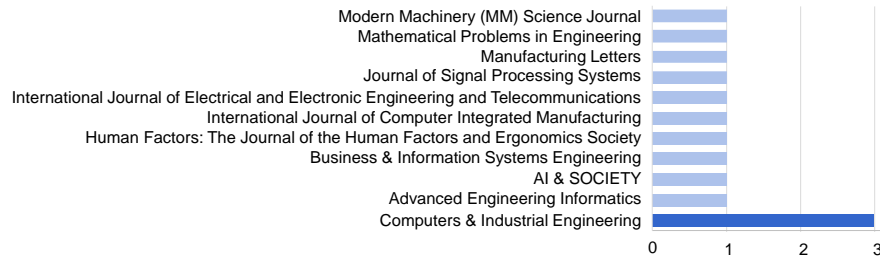 Modern Machinery (MM) Science Journal
Mathematical Problems in Engineering
Manufacturing Letters
Journal of Signal Processing Systems
International Journal of Electrical and Electronic Engineering and Telecommunications
International Journal of Computer Integrated Manufacturing
Human Factors: The Journal of the Human Factors and Ergonomics Society
Business & Information Systems Engineering
AI & SOCIETY
Advanced Engineering Informatics
Computers & Industrial Engineering
0 1 2 3